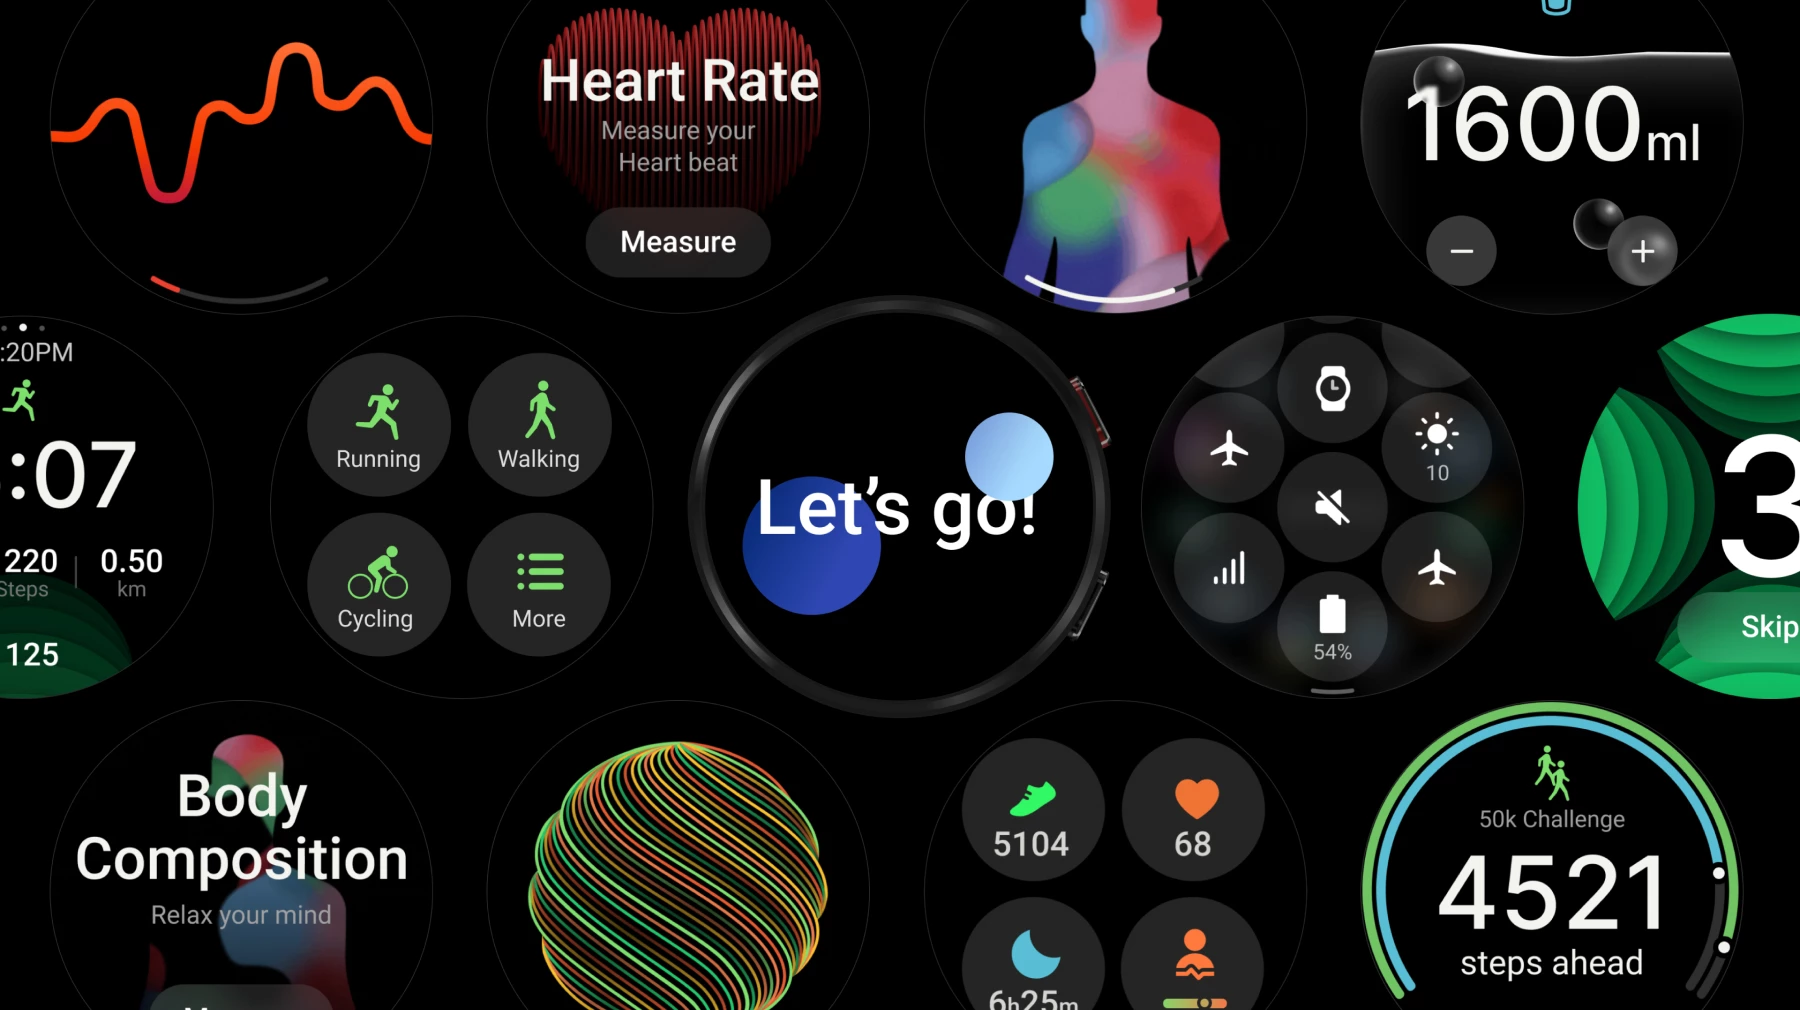 Heart Rate
Measure your
Heart beat
Measure
1600ml
:20PM
:07
220
Steps
0.50
km
125
Running
Walking
Cycling
More
Let’s go!
10
54%
3
Skip
Body
Composition
Relax your mind
5104
68
6h25m
50k Challenge
4521
steps ahead